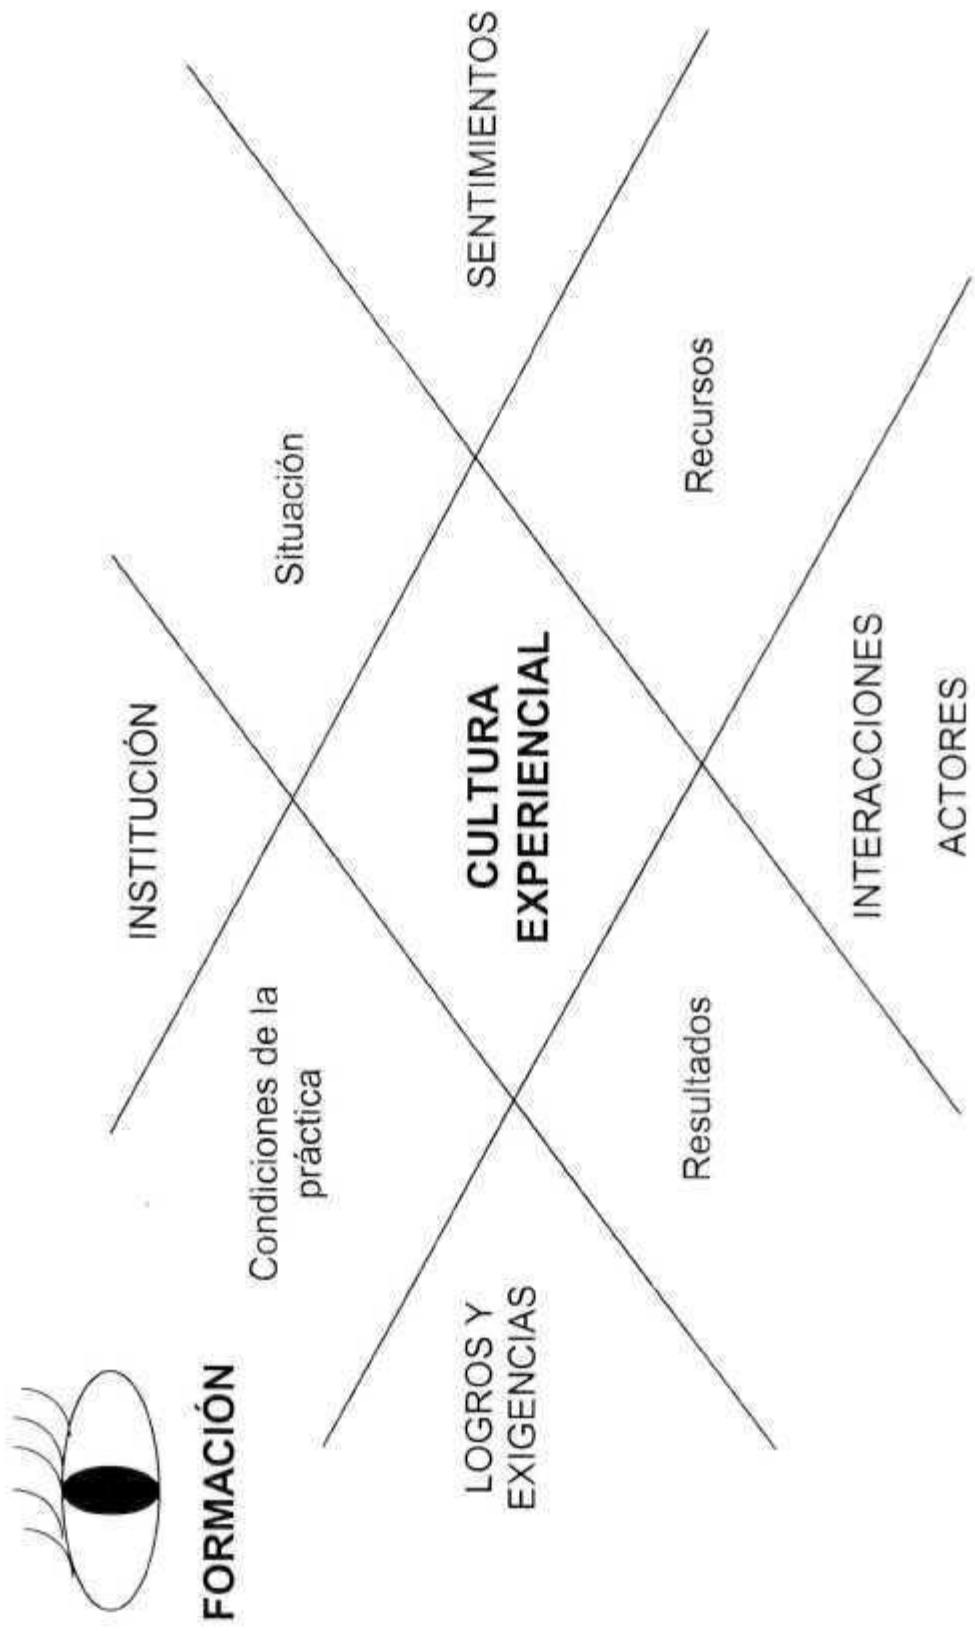 FORMACIÓN
INSTITUCIÓN
Condiciones de la
práctica
Situación
LOGROS Y
EXIGENCIAS
CULTURA
EXPERIENCIAL
SENTIMIENTOS
Resultados
Recursos
INTERACCIONES
ACTORES